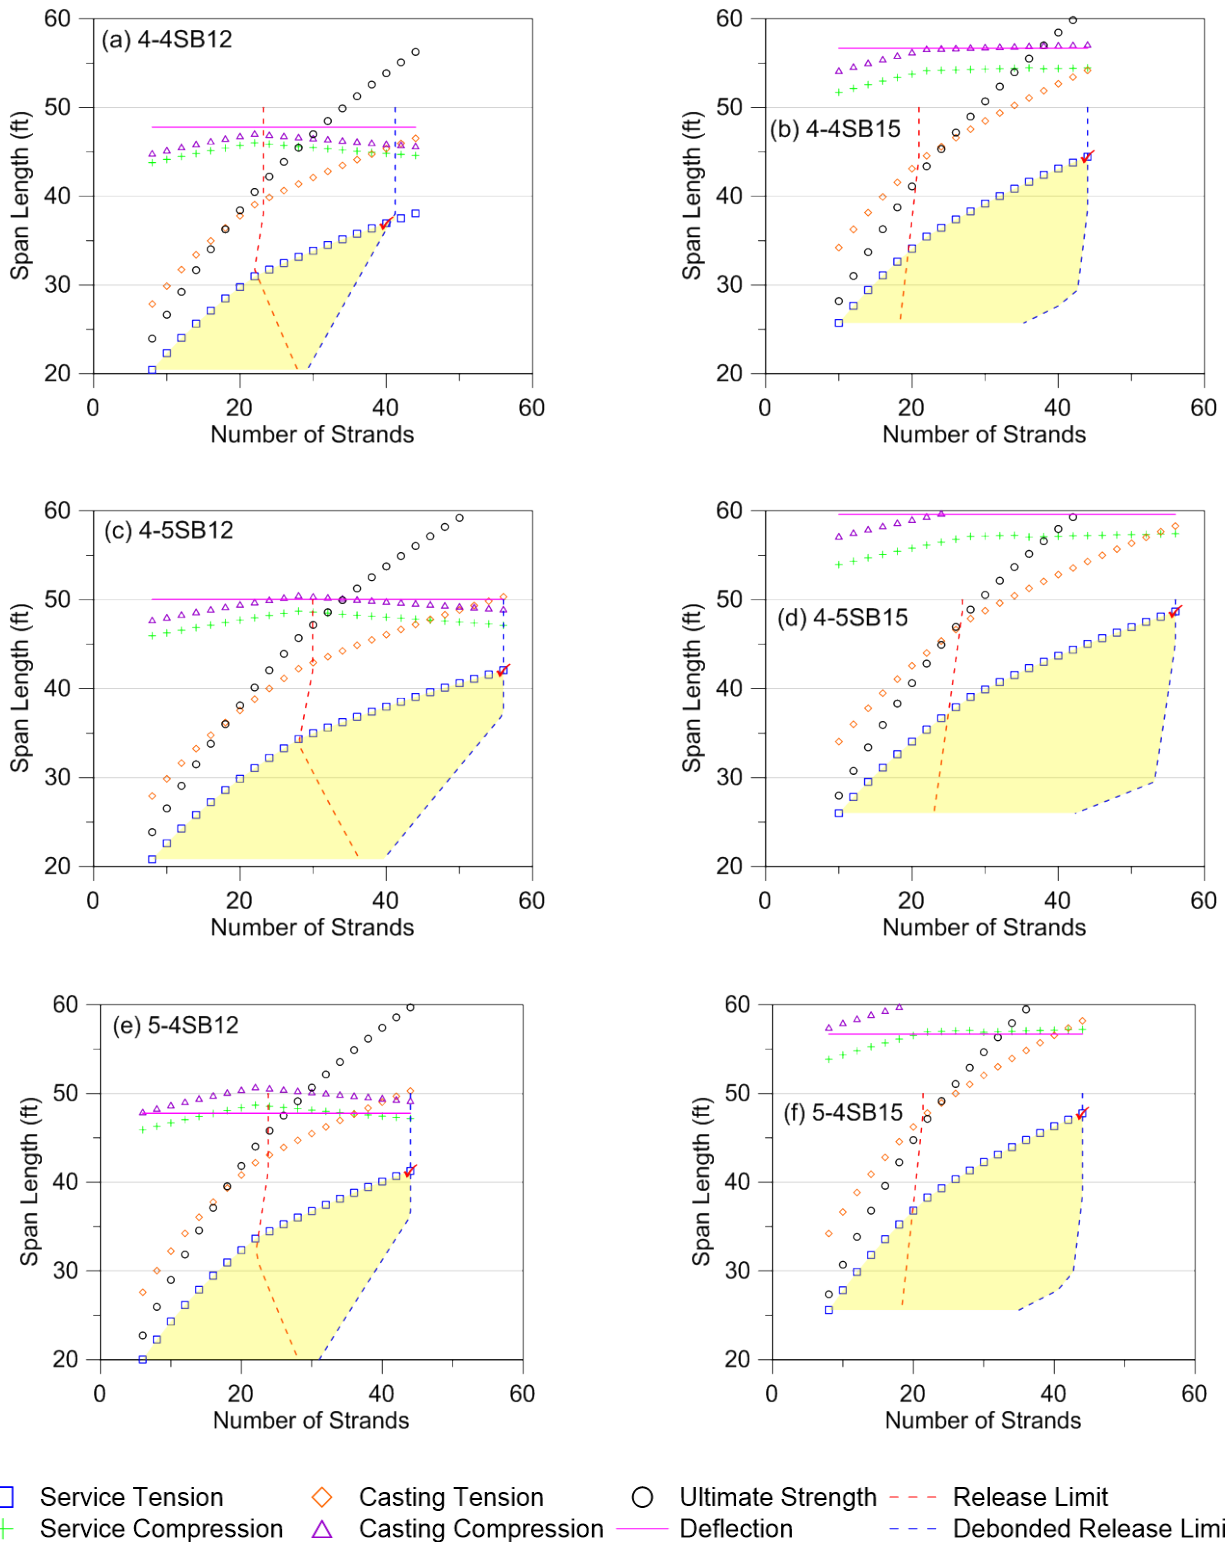 (a) 4-4SB12
Span Length (ft)
60
50
40
30
20
0 20 40 60
Number of Strands
(b) 4-4SB15
Span Length (ft)
60
50
40
30
20
0 20 40 60
Number of Strands
(c) 4-5SB12
Span Length (ft)
60
50
40
30
20
0 20 40 60
Number of Strands
(d) 4-5SB15
Span Length (ft)
60
50
40
30
20
0 20 40 60
Number of Strands
(e) 5-4SB12
Span Length (ft)
60
50
40
30
20
0 20 40 60
Number of Strands
(f) 5-4SB15
Span Length (ft)
60
50
40
30
20
0 20 40 60
Number of Strands
Service Tension Casting Tension Ultimate Strength Release Limit
Service Compression Casting Compression Deflection Debonded Release Limi